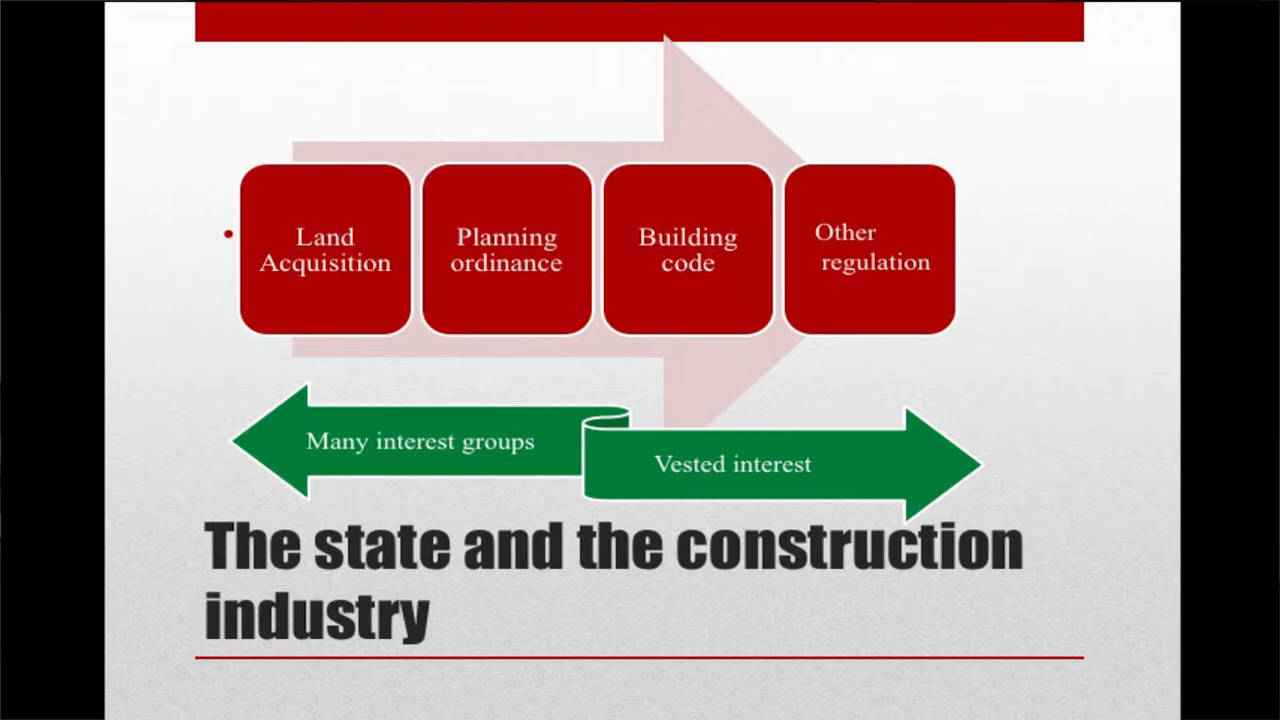 Land
Acquisition
Planning
ordinance
Building
code
Other
regulation
Many interest groups
Vested interest
The state and the construction
industry